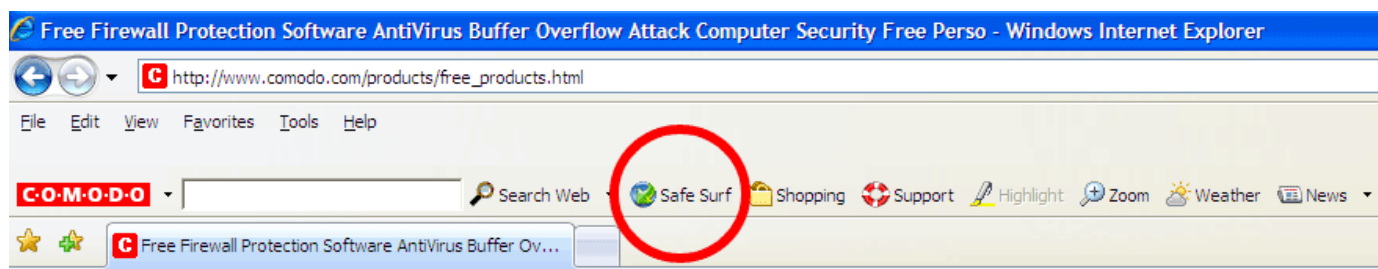 Free Firewall Protection Software AntiVirus Buffer Overflow Attack Computer Security Free Perso - Windows Internet Explorer
C http://www.comodo.com/products/free_products.html
File Edit View Favorites Tools Help
C·O·M·O·D·O Search Web Safe Surf Shopping Support Highlight Zoom Weather News
C Free Firewall Protection Software AntiVirus Buffer Ov...